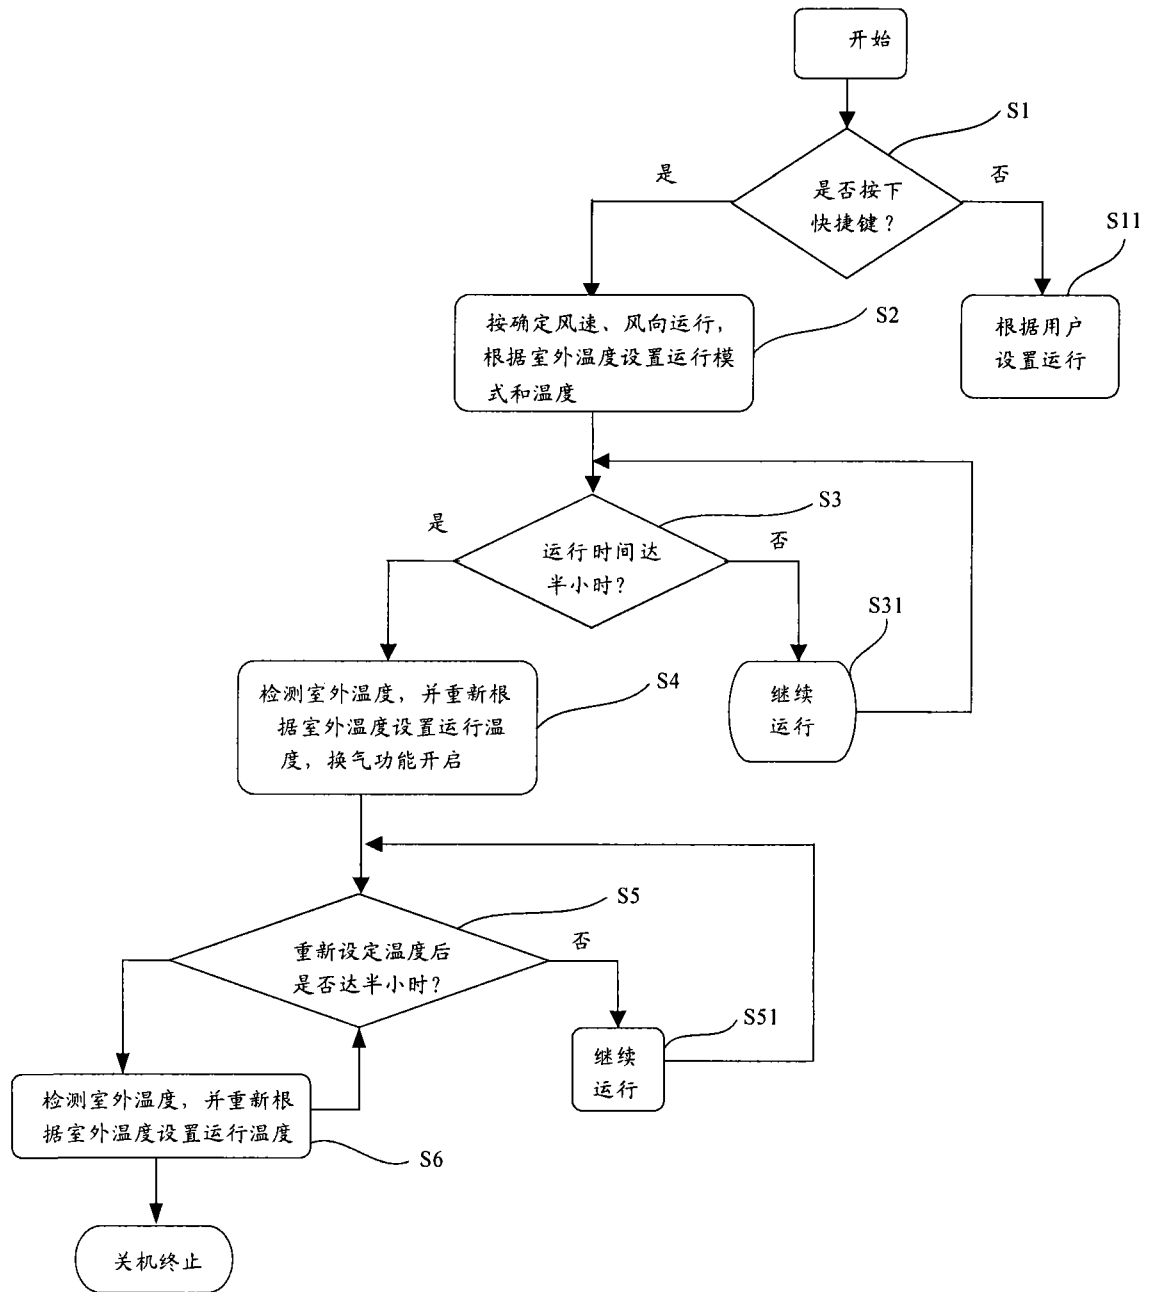 开始
S1
是
否
是否按下
快捷键？
S11
按确定风速、风向运行，
根据室外温度设置运行模
式和温度
S2
根据用户
设置运行
S3
是
否
运行时间达
半小时？
S31
检测室外温度，并重新根
据室外温度设置运行温
度，换气功能开启
S4
继续
运行
S5
否
重新设定温度后
是否达半小时？
S51
继续
运行
检测室外温度，并重新根
据室外温度设置运行温度
S6
关机终止